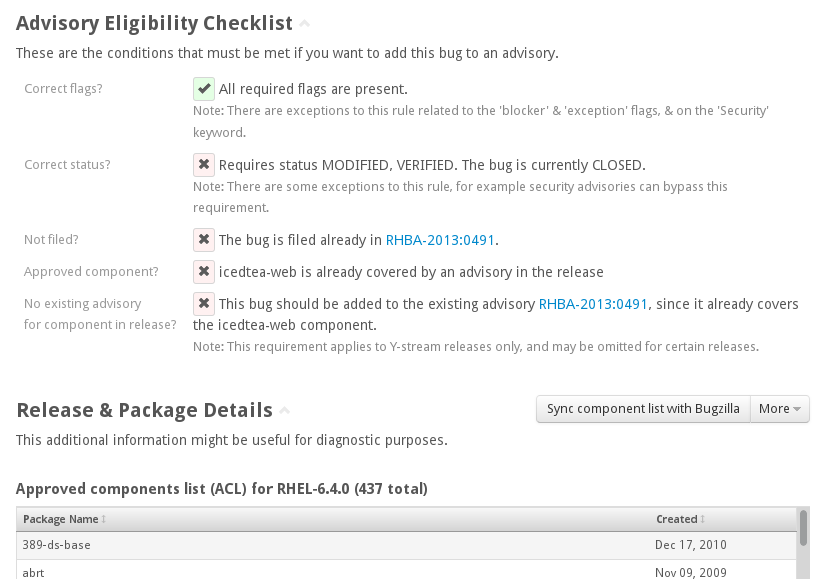 Advisory Eligibility Checklist
These are the conditions that must be met if you want to add this bug to an advisory.
Correct flags?
All required flags are present.
Note: There are exceptions to this rule related to the 'blocker' & 'exception' flags, & on the 'Security'
keyword.
Correct status?
Requires status MODIFIED, VERIFIED. The bug is currently CLOSED.
Note: There are some exceptions to this rule, for example security advisories can bypass this
requirement.
Not filed?
The bug is filed already in RHBA-2013:0491.
Approved component?
icedtea-web is already covered by an advisory in the release
No existing advisory
for component in release?
This bug should be added to the existing advisory RHBA-2013:0491, since it already covers
the icedtea-web component.
Note: This requirement applies to Y-stream releases only, and may be omitted for certain releases.
Release & Package Details
Sync component list with Bugzilla
More
This additional information might be useful for diagnostic purposes.
Approved components list (ACL) for RHEL-6.4.0 (437 total)
Package Name
Created
389-ds-base
Dec 17, 2010
abrt
Nov 09, 2009